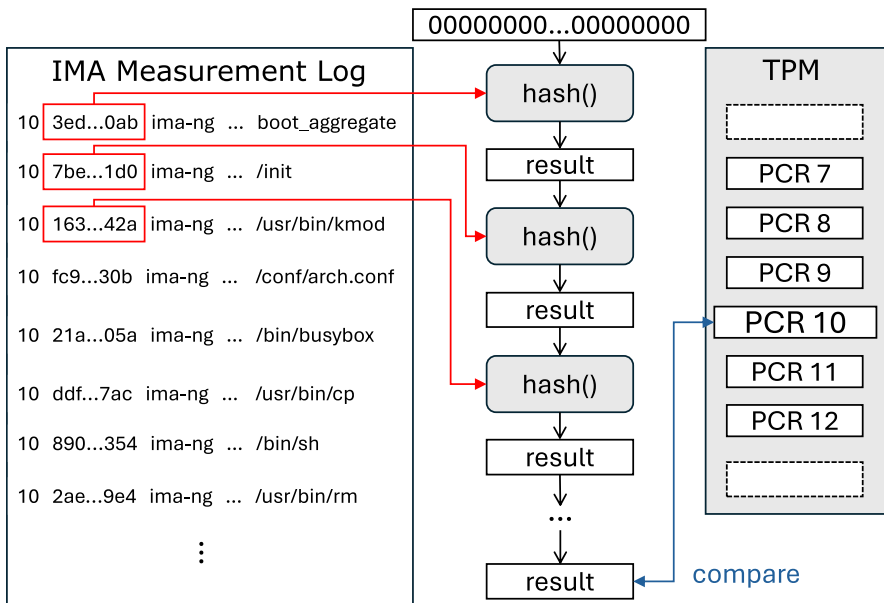 00000000...00000000
IMA Measurement Log
10 3ed...0ab ima-ng ... boot_aggregate
10 7be...1d0 ima-ng ... /init
10 163...42a ima-ng ... /usr/bin/kmod
10 fc9...30b ima-ng ... /conf/arch.conf
10 21a...05a ima-ng ... /bin/busybox
10 ddf...7ac ima-ng ... /usr/bin/cp
10 890...354 ima-ng ... /bin/sh
10 2ae...9e4 ima-ng ... /usr/bin/rm
...
hash()
result
hash()
result
hash()
result
...
result
TPM
PCR 7
PCR 8
PCR 9
PCR 10
PCR 11
PCR 12
compare